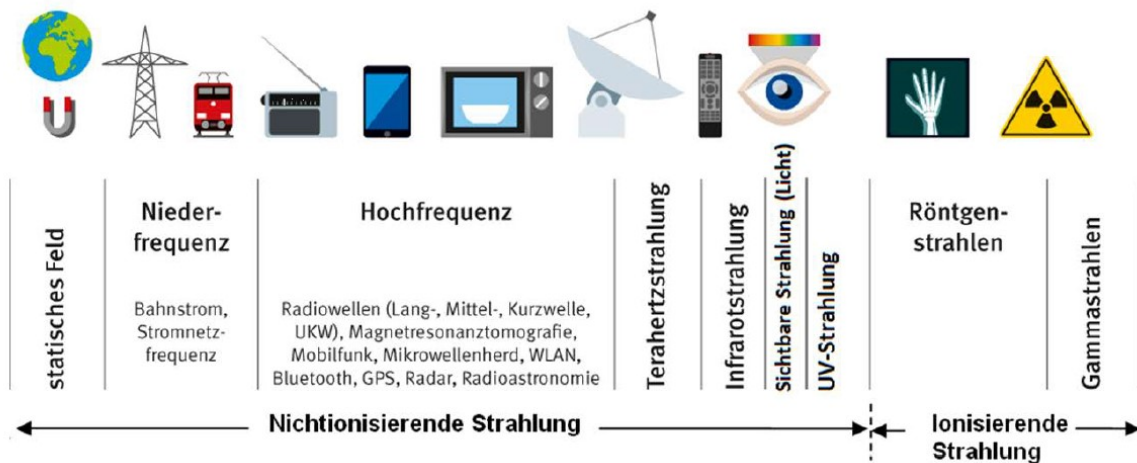 statisches Feld
Nieder-
frequenz
Bahnstrom,
Stromnetz-
frequenz
Hochfrequenz
Radiowellen (Lang-, Mittel-, Kurzwelle,
UKW), Magnetresonanztomografie,
Mobilfunk, Mikrowellenherd, WLAN,
Bluetooth, GPS, Radar, Radioastronomie
Terahertzstrahlung
Infrarotstrahlung
Sichtbare Strahlung (Licht)
UV-Strahlung
Röntgen-
strahlen
Gammastrahlen
Nichtionisierende Strahlung
Ionisierende
Strahlung